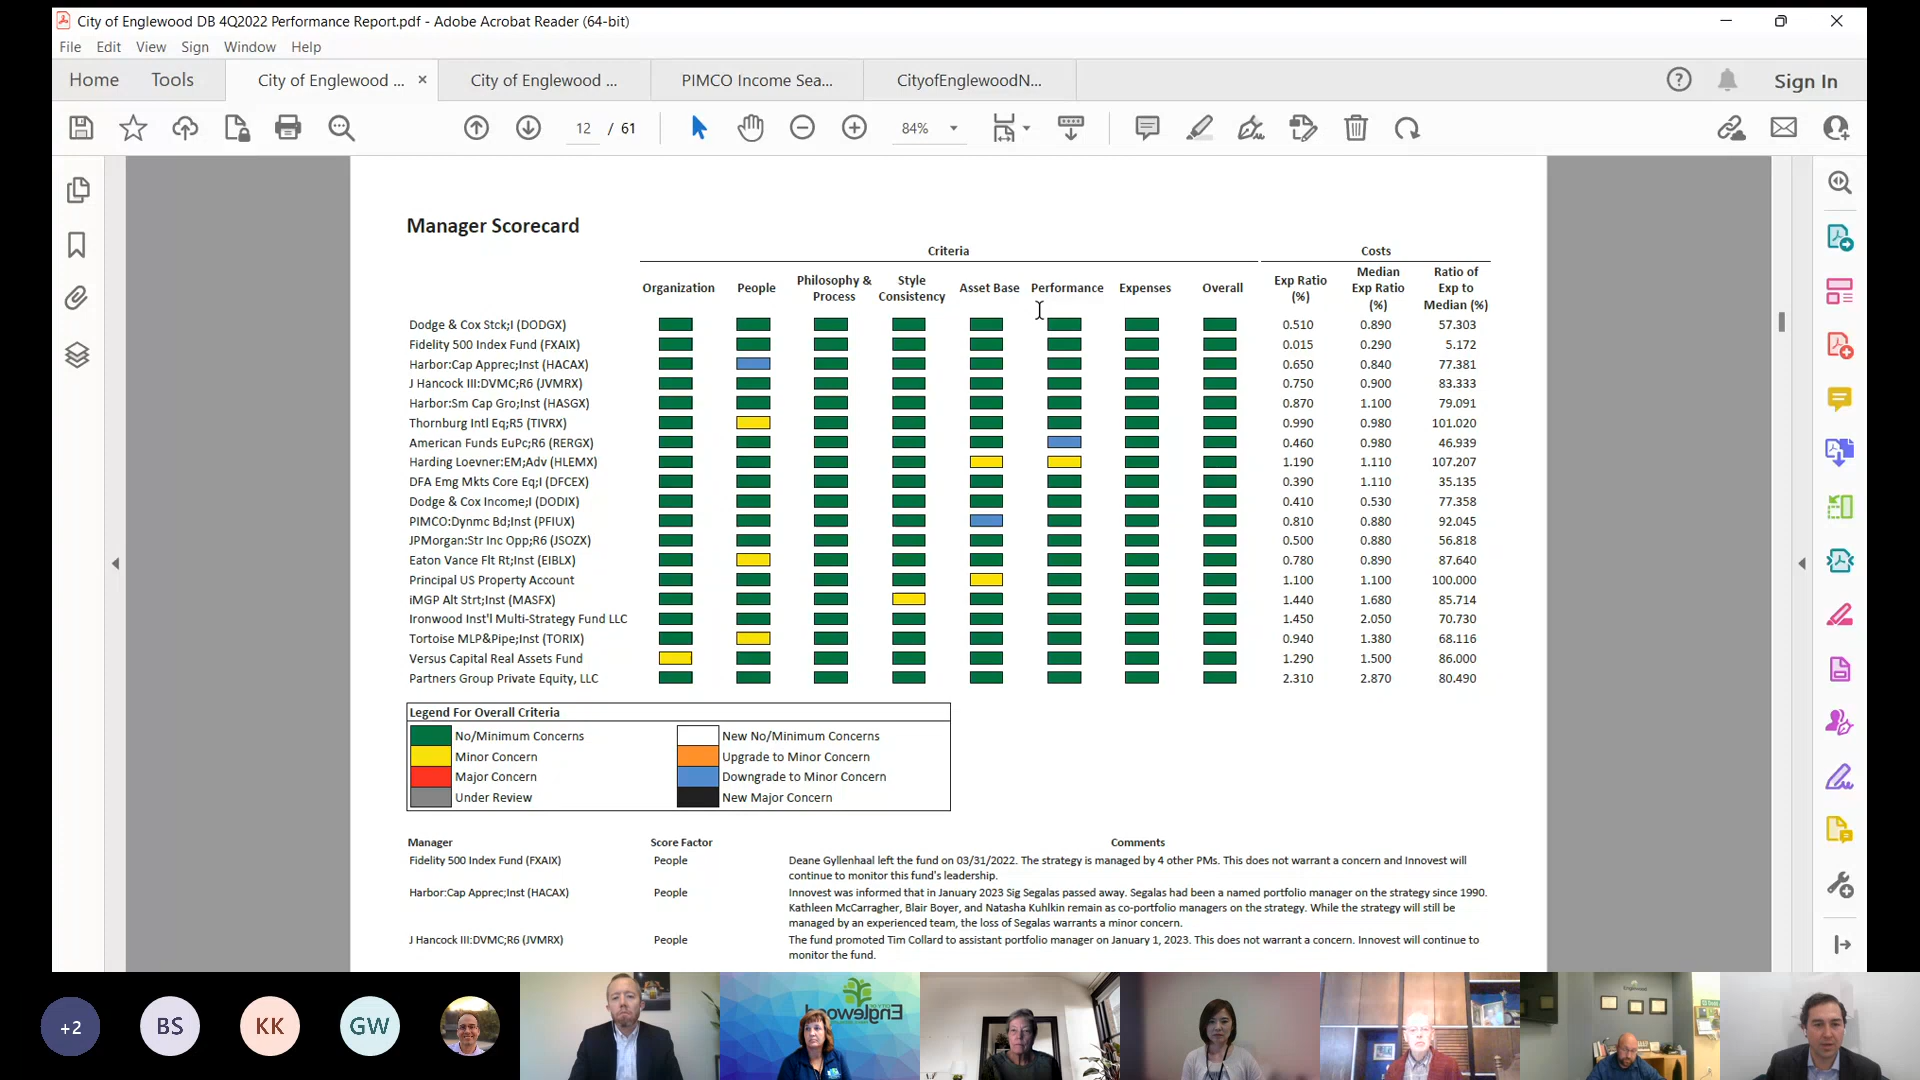 City of Englewood DB 4Q2022 Performance Report.pdf - Adobe Acrobat Reader (64-bit)
File Edit View Sign Window Help
Home Tools City of Englewood ... × City of Englewood ... PIMCO Income Sea... CityofEnglewoodN... Sign In
12 / 61 84%
Manager Scorecard
Criteria Costs
Organization People Philosophy & Process Style Consistency Asset Base Performance Expenses Overall Exp Ratio (%) Median Exp Ratio (%) Ratio of Exp to Median (%)
Dodge & Cox Stck;I (DODGX) 0.510 0.890 57.303
Fidelity 500 Index Fund (FXAIX) 0.015 0.290 5.172
Harbor:Cap Apprec;Inst (HACAX) 0.650 0.840 77.381
J Hancock III:DVMC;R6 (JVMRX) 0.750 0.900 83.333
Harbor:Sm Cap Gro;Inst (HASGX) 0.870 1.100 79.091
Thornburg Intl Eq;R5 (TIVRX) 0.990 0.980 101.020
American Funds EuPc;R6 (RERGX) 0.460 0.980 46.939
Harding Loevner:EM;Adv (HLEMX) 1.190 1.110 107.207
DFA Emg Mkts Core Eq;I (DFCEX) 0.390 1.110 35.135
Dodge & Cox Income;I (DODIX) 0.410 0.530 77.358
PIMCO:Dynmc Bd;Inst (PFIUX) 0.810 0.880 92.045
JPMorgan:Str Inc Opp;R6 (JSOZX) 0.500 0.880 56.818
Eaton Vance Flt Rt;Inst (EIBLX) 0.780 0.890 87.640
Principal US Property Account 1.100 1.100 100.000
iMGP Alt Strt;Inst (MASFX) 1.440 1.680 85.714
Ironwood Inst'l Multi-Strategy Fund LLC 1.450 2.050 70.730
Tortoise MLP&Pipe;Inst (TORIX) 0.940 1.380 68.116
Versus Capital Real Assets Fund 1.290 1.500 86.000
Partners Group Private Equity, LLC 2.310 2.870 80.490
Legend For Overall Criteria
No/Minimum Concerns New No/Minimum Concerns
Minor Concern Upgrade to Minor Concern
Major Concern Downgrade to Minor Concern
Under Review New Major Concern
Manager Score Factor Comments
Fidelity 500 Index Fund (FXAIX) People Deane Gyllenhaal left the fund on 03/31/2022. The strategy is managed by 4 other PMs. This does not warrant a concern and Innovest will
continue to monitor this fund's leadership.
Harbor:Cap Apprec;Inst (HACAX) People Innovest was informed that in January 2023 Sig Segalas passed away. Segalas had been a named portfolio manager on the strategy since 1990.
Kathleen McCarragher, Blair Boyer, and Natasha Kuhlkin remain as co-portfolio managers on the strategy. While the strategy will still be
managed by an experienced team, the loss of Segalas warrants a minor concern.
J Hancock III:DVMC;R6 (JVMRX) People The fund promoted Tim Collard to assistant portfolio manager on January 1, 2023. This does not warrant a concern. Innovest will continue to
monitor the fund.
+2 BS KK GW Englewood Englewood